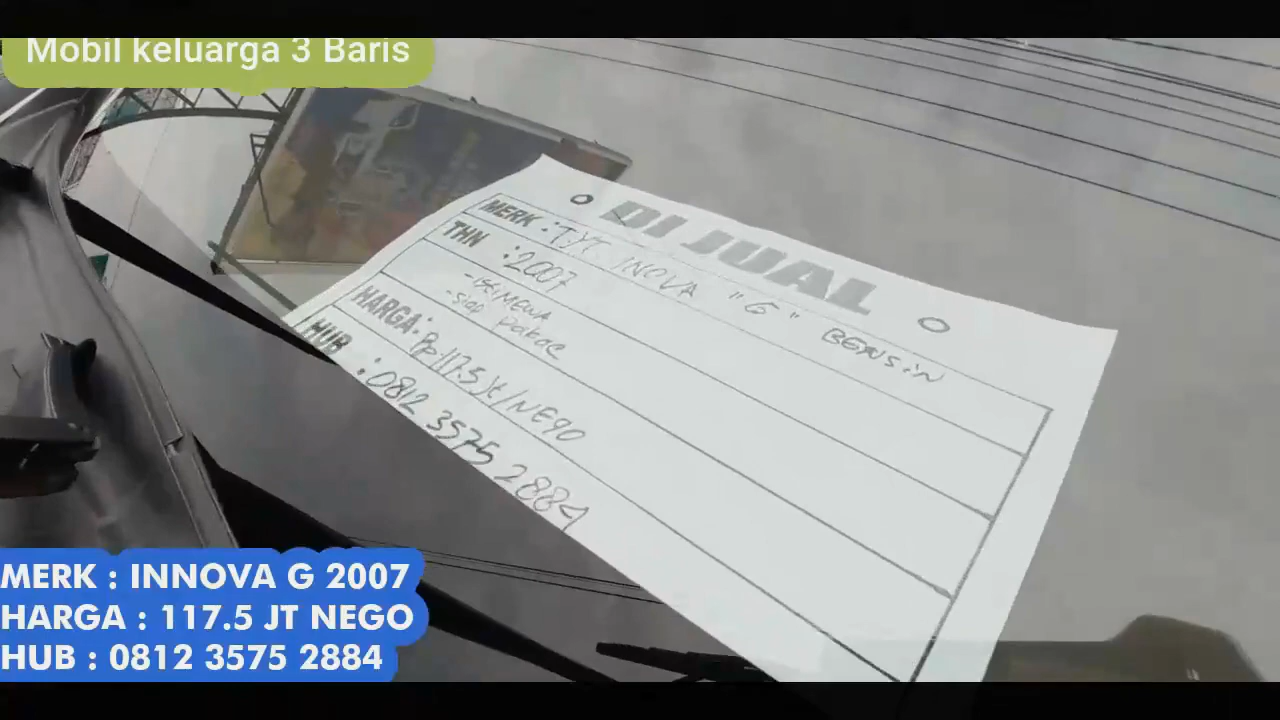 Mobil keluarga 3 Baris
DI JUAL
MERK : TYT. INOVA "G" BENSiN
THN : 2007
- ISTIMEWA
- siap pakai
HARGA : Rp 117.5 Jt/NEGO
HUB : 0812 3575 2884
MERK : INNOVA G 2007
HARGA : 117.5 JT NEGO
HUB : 0812 3575 2884